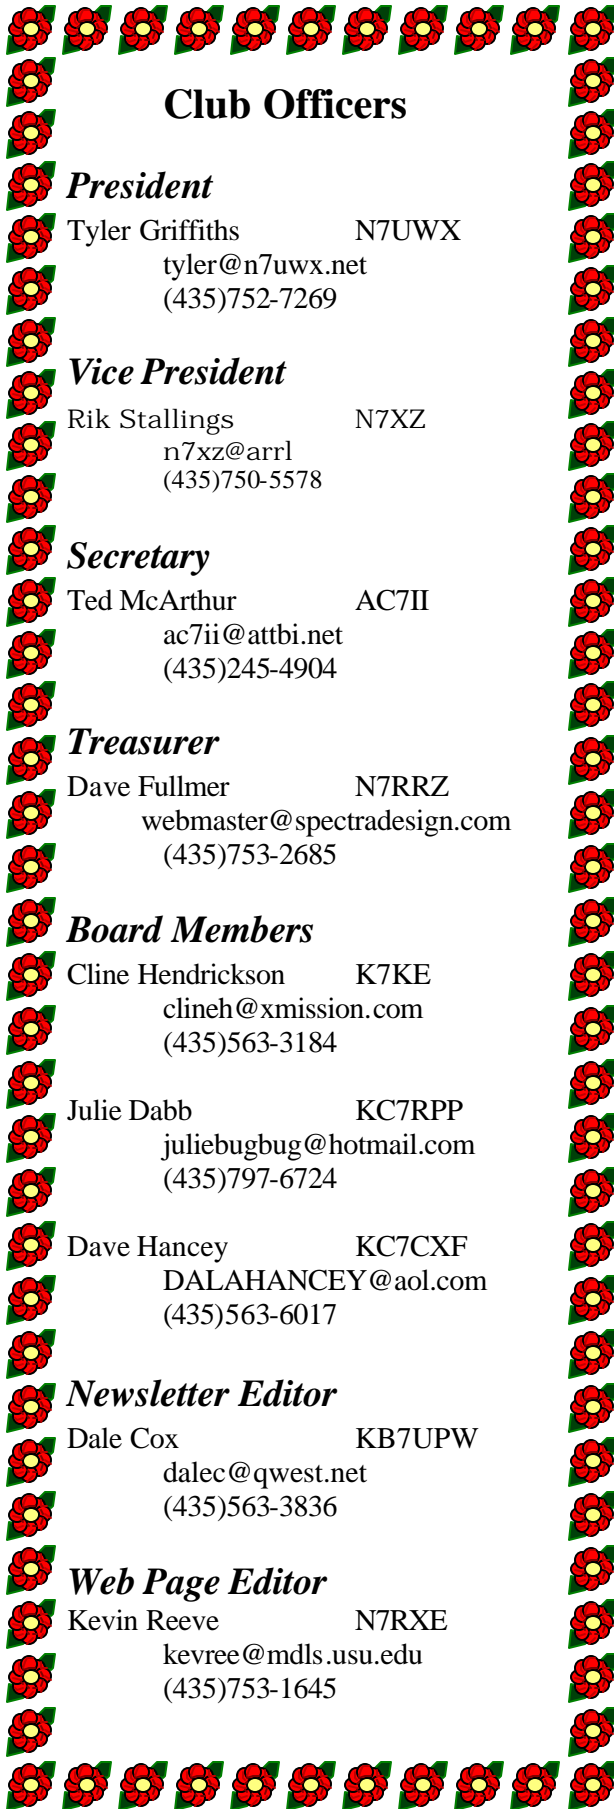 Club Officers
President
Tyler Griffiths N7UWX
tyler@n7uwx.net
(435)752-7269
Vice President
Rik Stallings N7XZ
n7xz@arrl
(435)750-5578
Secretary
Ted McArthur AC7II
ac7ii@attbi.net
(435)245-4904
Treasurer
Dave Fullmer N7RRZ
webmaster@spectradesign.com
(435)753-2685
Board Members
Cline Hendrickson K7KE
clineh@xmission.com
(435)563-3184
Julie Dabb KC7RPP
juliebugbug@hotmail.com
(435)797-6724
Dave Hancey KC7CXF
DALAHANCEY@aol.com
(435)563-6017
Newsletter Editor
Dale Cox KB7UPW
dalec@qwest.net
(435)563-3836
Web Page Editor
Kevin Reeve N7RXE
kevree@mdls.usu.edu
(435)753-1645